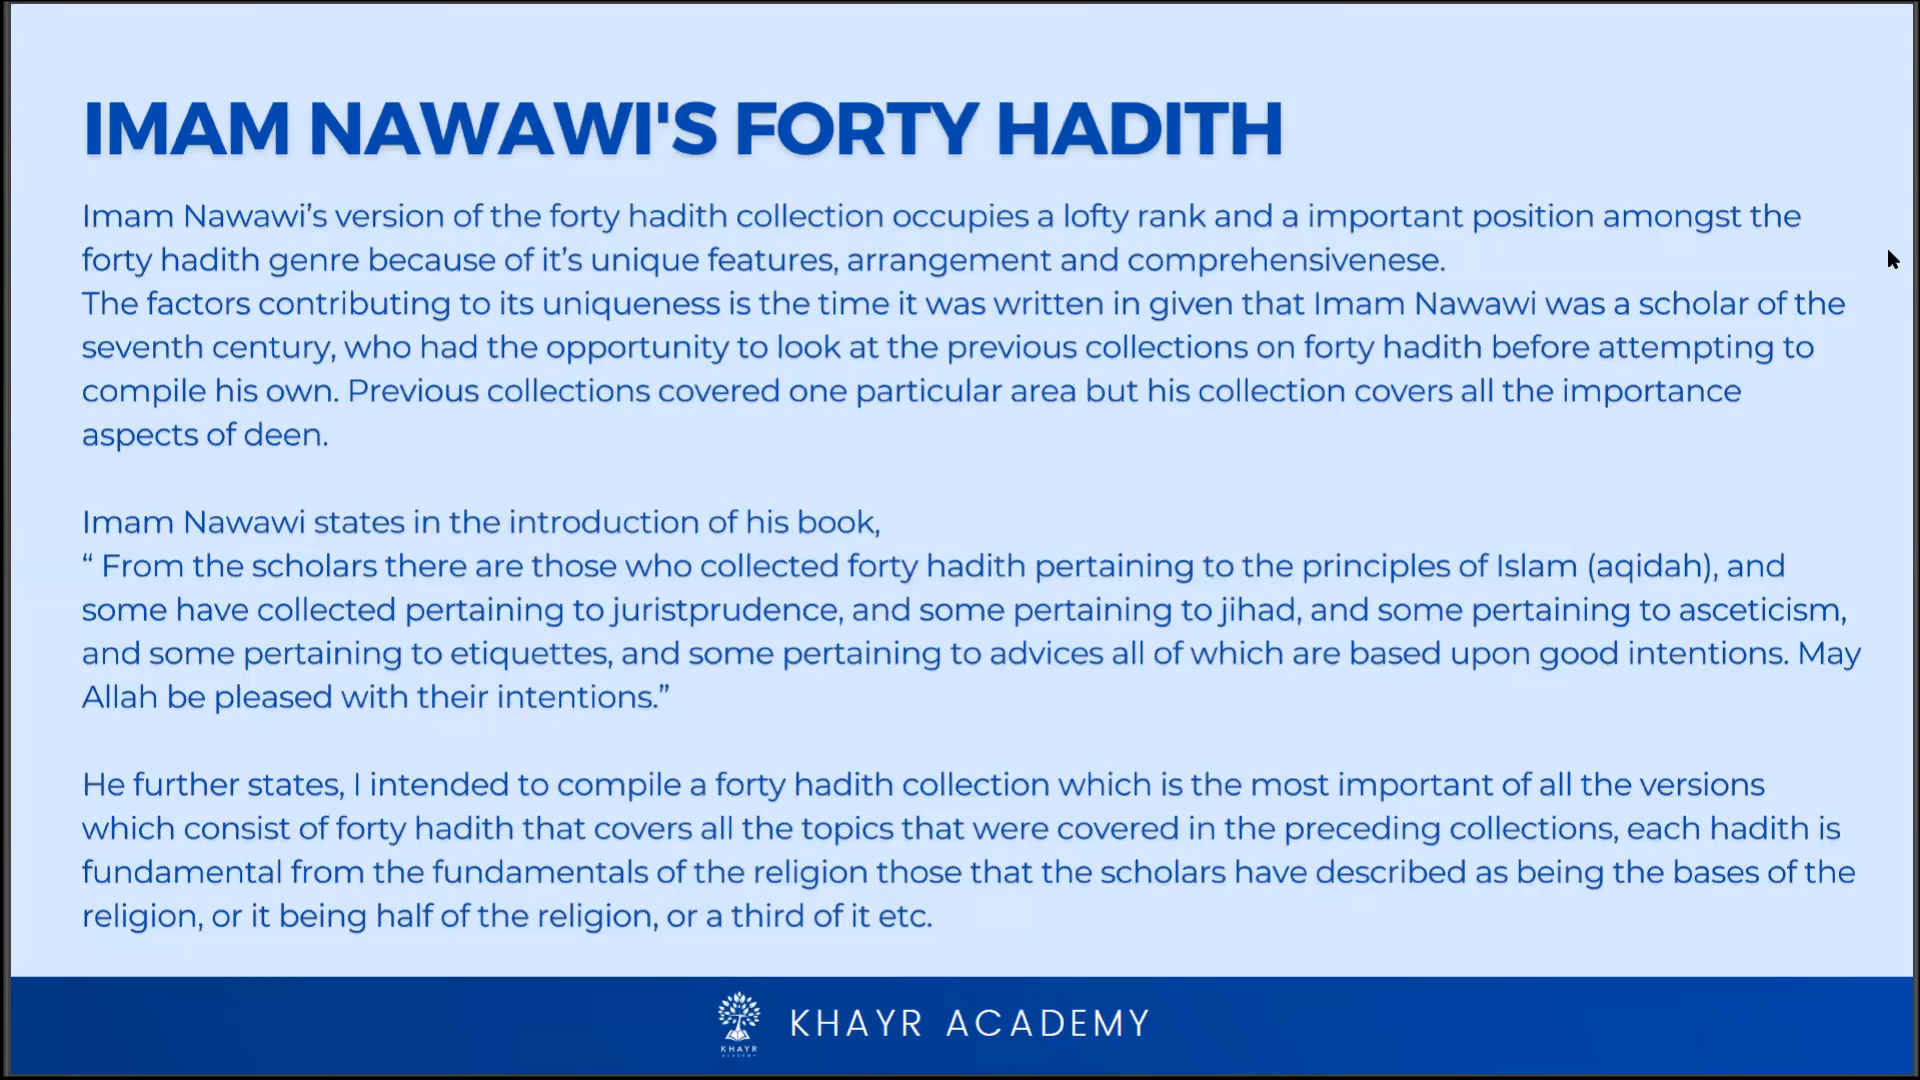 IMAM NAWAWI'S FORTY HADITH
Imam Nawawi’s version of the forty hadith collection occupies a lofty rank and a important position amongst the
forty hadith genre because of it’s unique features, arrangement and comprehensivenese.
The factors contributing to its uniqueness is the time it was written in given that Imam Nawawi was a scholar of the
seventh century, who had the opportunity to look at the previous collections on forty hadith before attempting to
compile his own. Previous collections covered one particular area but his collection covers all the importance
aspects of deen.
Imam Nawawi states in the introduction of his book,
“ From the scholars there are those who collected forty hadith pertaining to the principles of Islam (aqidah), and
some have collected pertaining to juristprudence, and some pertaining to jihad, and some pertaining to asceticism,
and some pertaining to etiquettes, and some pertaining to advices all of which are based upon good intentions. May
Allah be pleased with their intentions.”
He further states, I intended to compile a forty hadith collection which is the most important of all the versions
which consist of forty hadith that covers all the topics that were covered in the preceding collections, each hadith is
fundamental from the fundamentals of the religion those that the scholars have described as being the bases of the
religion, or it being half of the religion, or a third of it etc.
KHAYR
ACADEMY
KHAYR ACADEMY